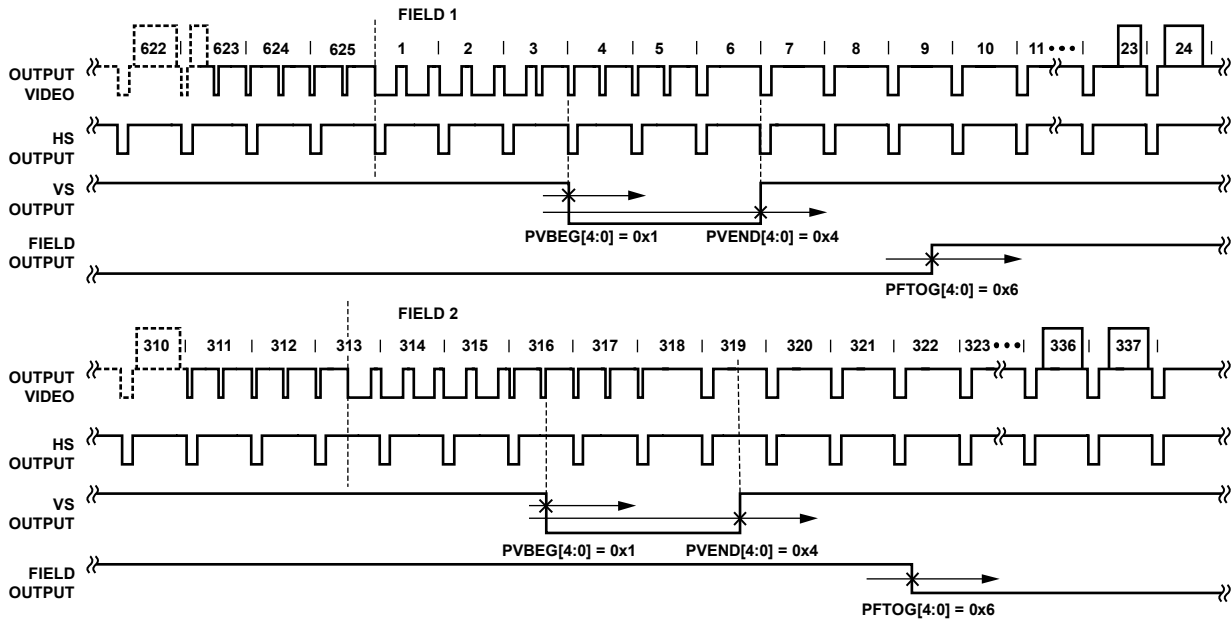 FIELD 1
622 623 624 625 1 2 3 4 5 6 7 8 9 10 11 ••• 23 24
OUTPUT
VIDEO
HS
OUTPUT
VS
OUTPUT
PVBEG[4:0] = 0x1 PVEND[4:0] = 0x4
FIELD
OUTPUT
PFTOG[4:0] = 0x6
FIELD 2
310 311 312 313 314 315 316 317 318 319 320 321 322 323 ••• 336 337
OUTPUT
VIDEO
HS
OUTPUT
VS
OUTPUT
PVBEG[4:0] = 0x1 PVEND[4:0] = 0x4
FIELD
OUTPUT
PFTOG[4:0] = 0x6